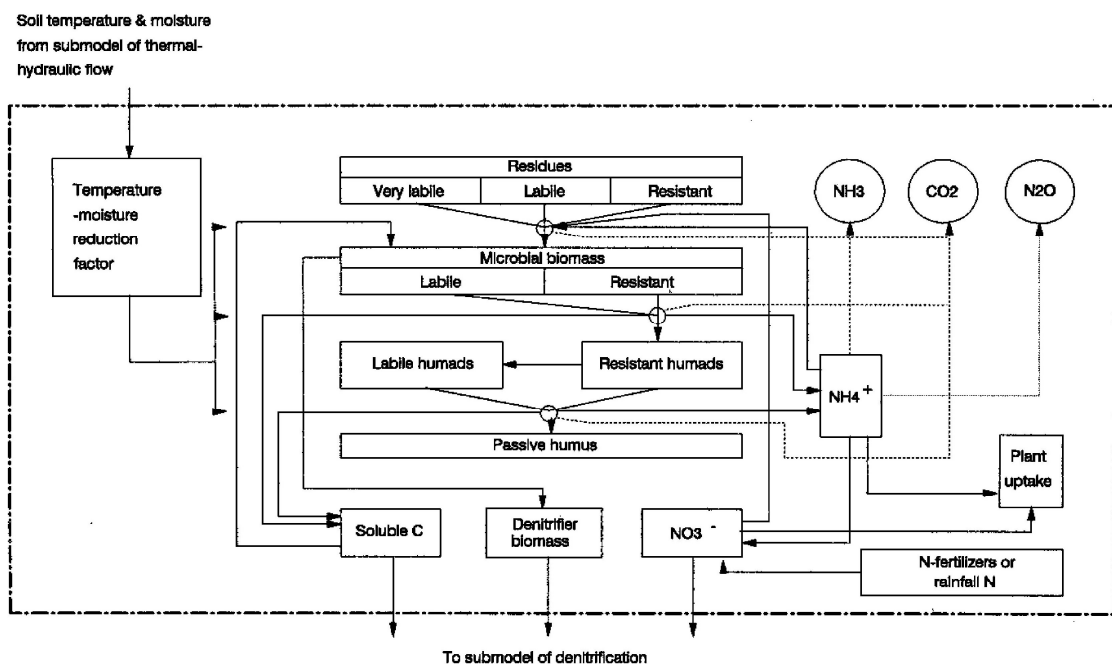 Soil temperature & moisture
from submodel of thermal-
hydraulic flow
Temperature
-moisture
reduction
factor
Residues
Very labile
Labile
Resistant
NH3
CO2
N2O
Microbial biomass
Labile
Resistant
Labile humads
Resistant humads
NH4 +
Passive humus
Plant
uptake
Soluble C
Denitrifier
biomass
NO3 -
N-fertilizers or
rainfall N
To submodel of denitrification